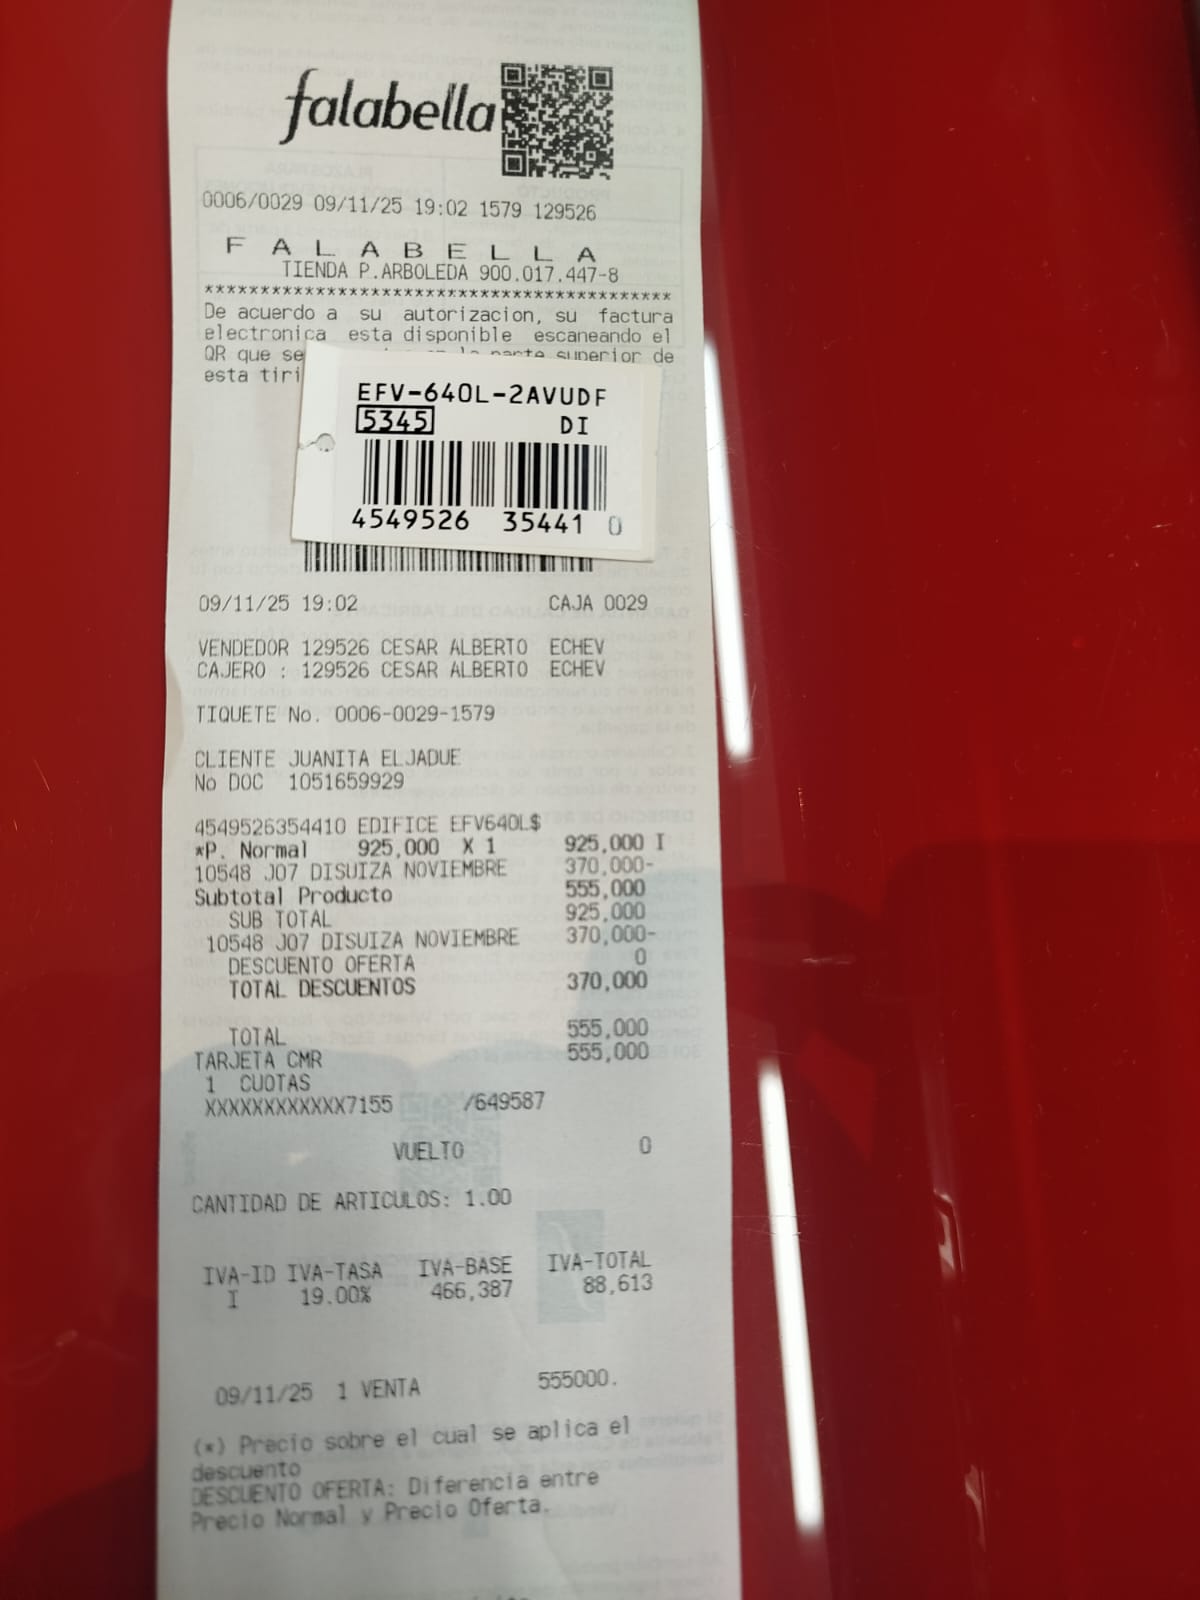 falabella
0006/0029 09/11/25 19:02 1579 129526
F A L A B E L L A
TIENDA P.ARBOLEDA 900.017.447-8
******************************************
De acuerdo a su autorizacion, su factura
electronica esta disponible escaneando el
QR que se parte superior de
esta tiri
EFV-640L-2AVUDF
5345 DI
4549526 35441 0
09/11/25 19:02 CAJA 0029
VENDEDOR 129526 CESAR ALBERTO ECHEV
CAJERO : 129526 CESAR ALBERTO ECHEV
TIQUETE No. 0006-0029-1579
CLIENTE JUANITA ELJADUE
No DOC 1051659929
4549526354410 EDIFICE EFV640L$
*P. Normal 925,000 X 1 925,000 I
10548 J07 DISUIZA NOVIEMBRE 370,000-
Subtotal Producto 555,000
SUB TOTAL 925,000
10548 J07 DISUIZA NOVIEMBRE 370,000-
DESCUENTO OFERTA 0
TOTAL DESCUENTOS 370,000
TOTAL 555,000
TARJETA CMR 555,000
1 CUOTAS
XXXXXXXXXXXX7155 /649587
VUELTO 0
CANTIDAD DE ARTICULOS: 1.00
IVA-ID IVA-TASA IVA-BASE IVA-TOTAL
I 19.00% 466,387 88,613
09/11/25 1 VENTA 555000.
(*) Precio sobre el cual se aplica el
descuento
DESCUENTO OFERTA: Diferencia entre
Precio Normal y Precio Oferta.